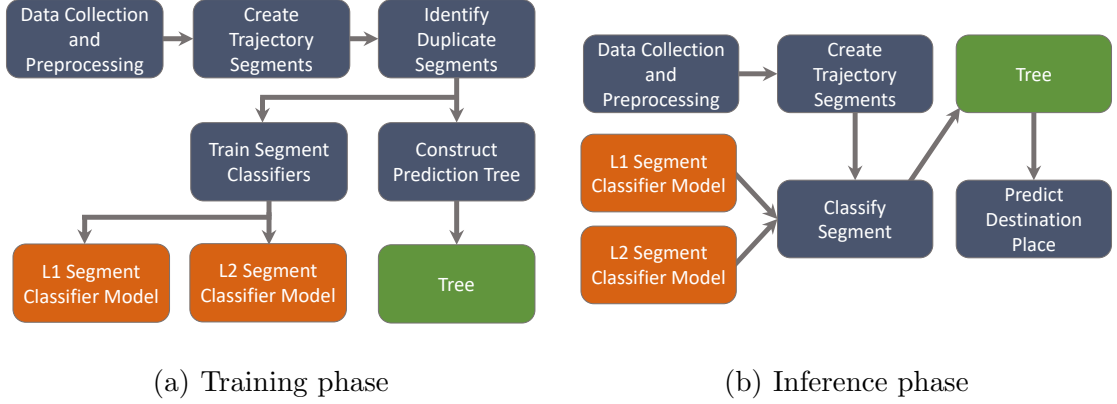 Data Collection
and
Preprocessing
Create
Trajectory
Segments
Identify
Duplicate
Segments
Train Segment
Classifiers
Construct
Prediction Tree
L1 Segment
Classifier Model
L2 Segment
Classifier Model
Tree
(a) Training phase
Data Collection
and
Preprocessing
Create
Trajectory
Segments
Tree
L1 Segment
Classifier Model
L2 Segment
Classifier Model
Classify
Segment
Predict
Destination
Place
(b) Inference phase